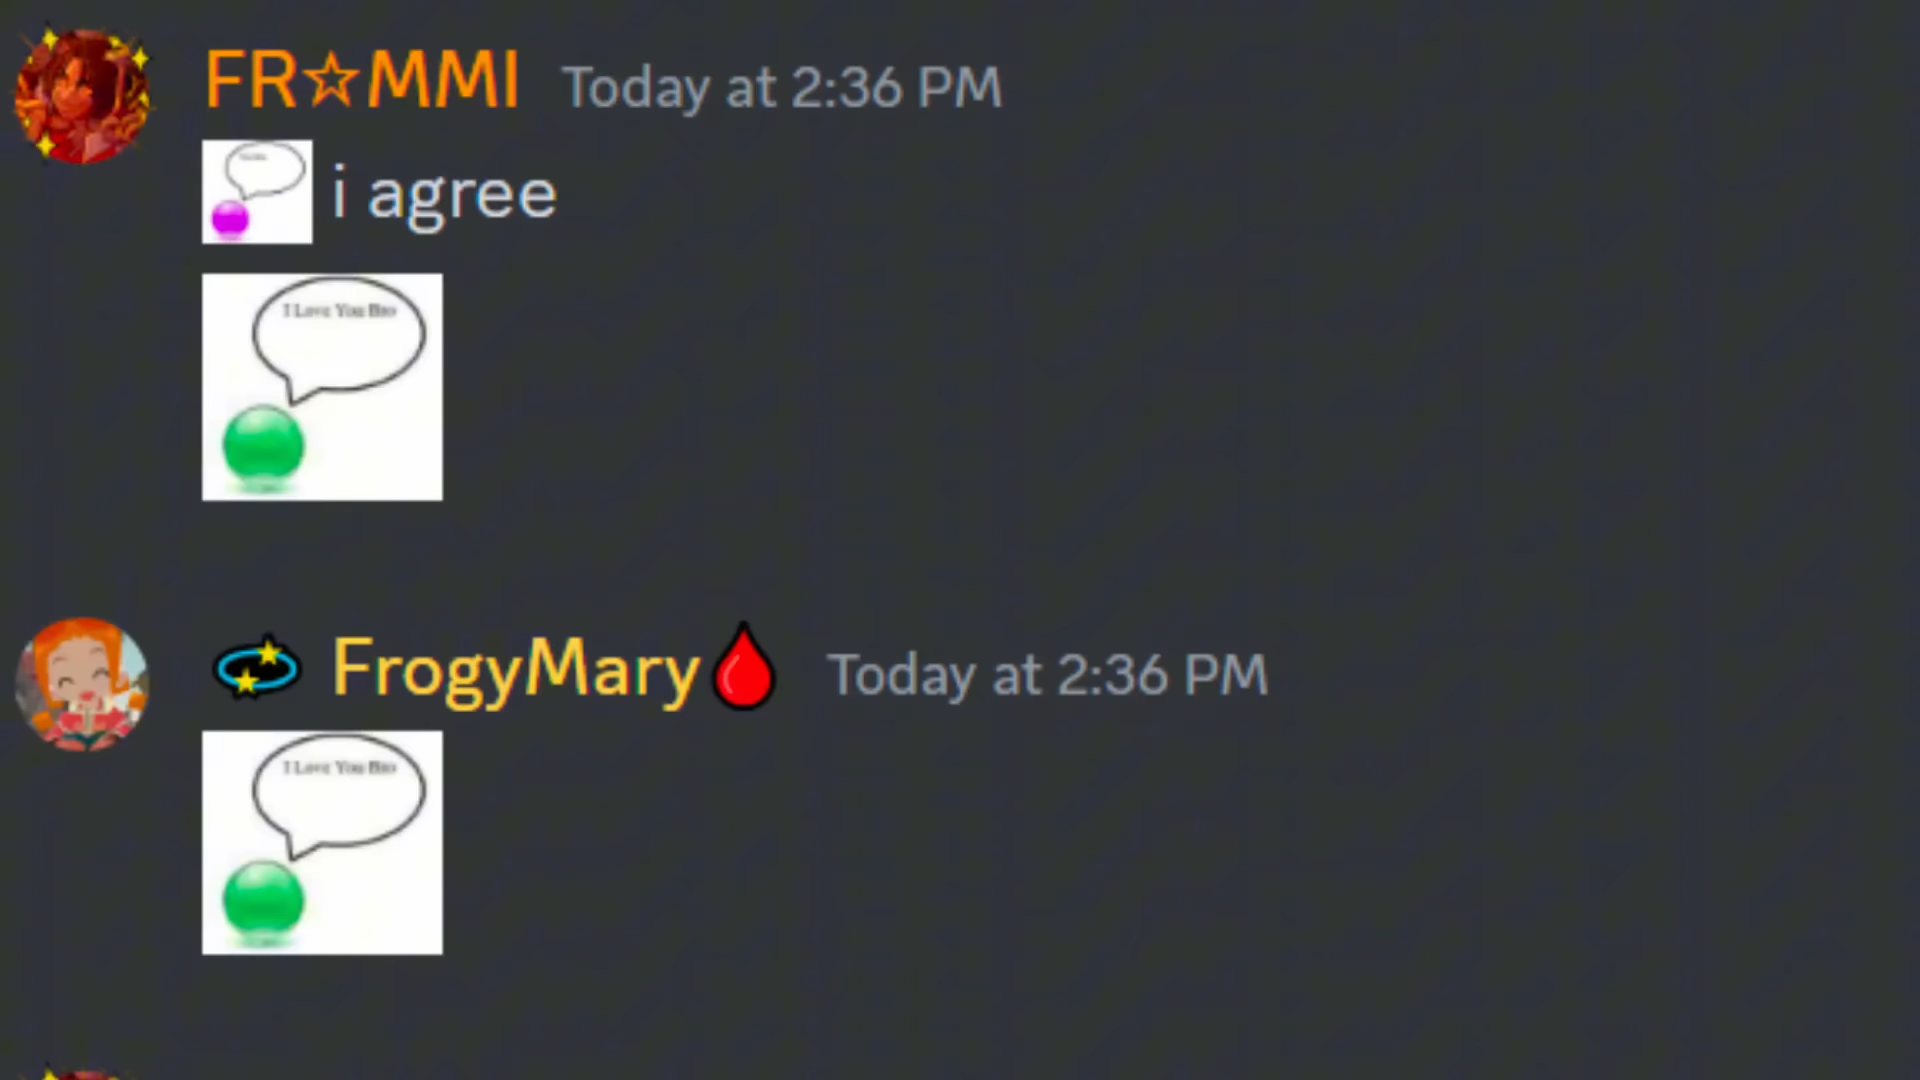 FR☆MMI Today at 2:36 PM
i agree
I Love You Bro
FrogyMary Today at 2:36 PM
I Love You Bro